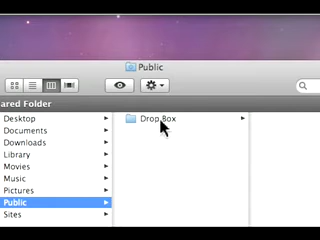 Public
ared Folder
Desktop
Drop Box
Documents
Downloads
Library
Movies
Music
Pictures
Public
Sites